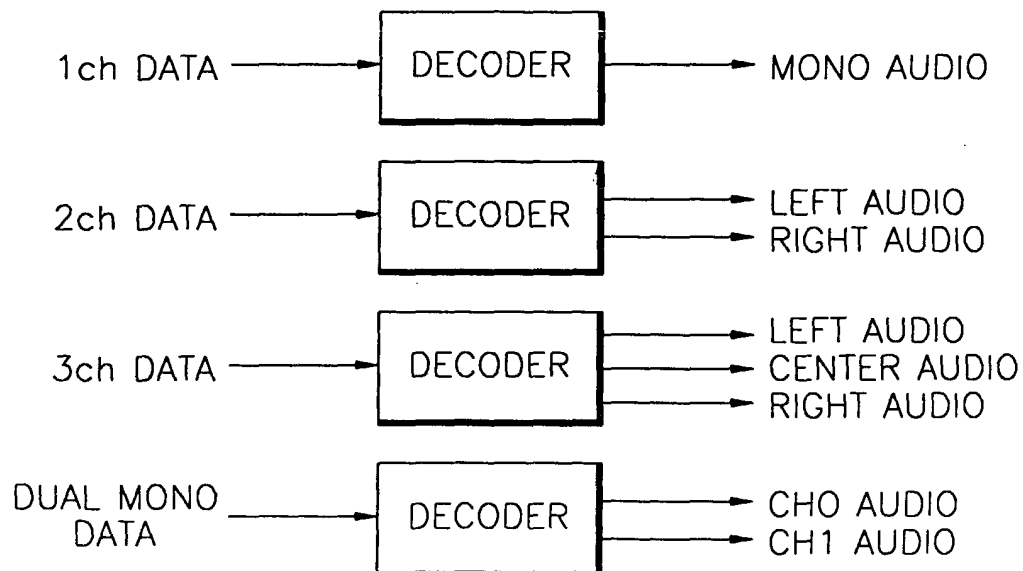 1ch DATA DECODER MONO AUDIO
2ch DATA DECODER LEFT AUDIO
RIGHT AUDIO
3ch DATA DECODER LEFT AUDIO
CENTER AUDIO
RIGHT AUDIO
DUAL MONO DATA DECODER CH0 AUDIO
CH1 AUDIO